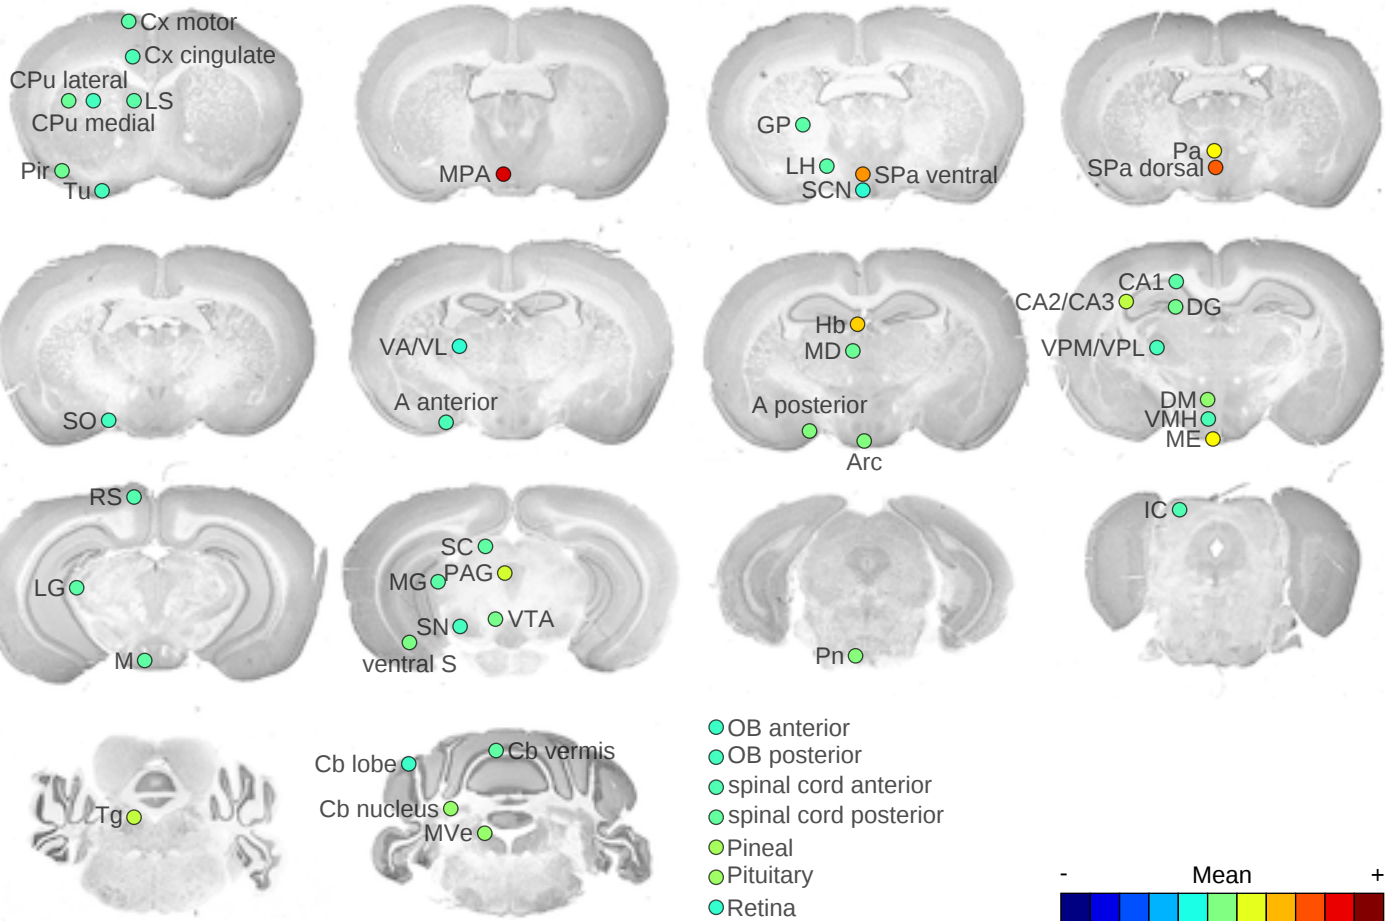 Cx motor
Cx cingulate
CPu lateral
LS
CPu medial
Pir
Tu
MPA
GP
LH
SPa ventral
SCN
Pa
SPa dorsal
SO
VA/VL
A anterior
Hb
MD
A posterior
Arc
CA1
CA2/CA3
DG
VPM/VPL
DM
VMH
ME
RS
LG
M
SC
MG
PAG
SN
VTA
ventral S
Pn
IC
Tg
Cb lobe
Cb vermis
Cb nucleus
MVe
OB anterior
OB posterior
spinal cord anterior
spinal cord posterior
Pineal
Pituitary
Retina
- Mean +